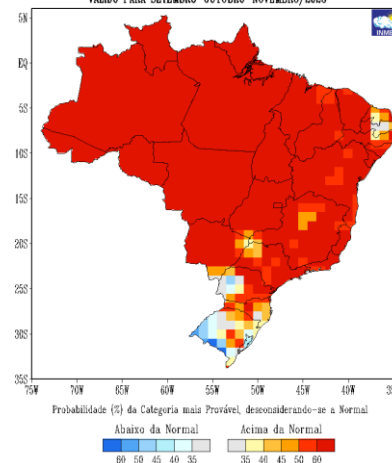 INME
5N
EQ
5S
10S
15S
20S
25S
30S
35S
75W 70W 65W 60W 55W 50W 45W 40W 35
Probabilidade (%) da Categoria mais Provável, desconsiderando-se a Normal
Abaixo da Normal Acima da Normal
60 50 45 40 35 35 40 45 50 60